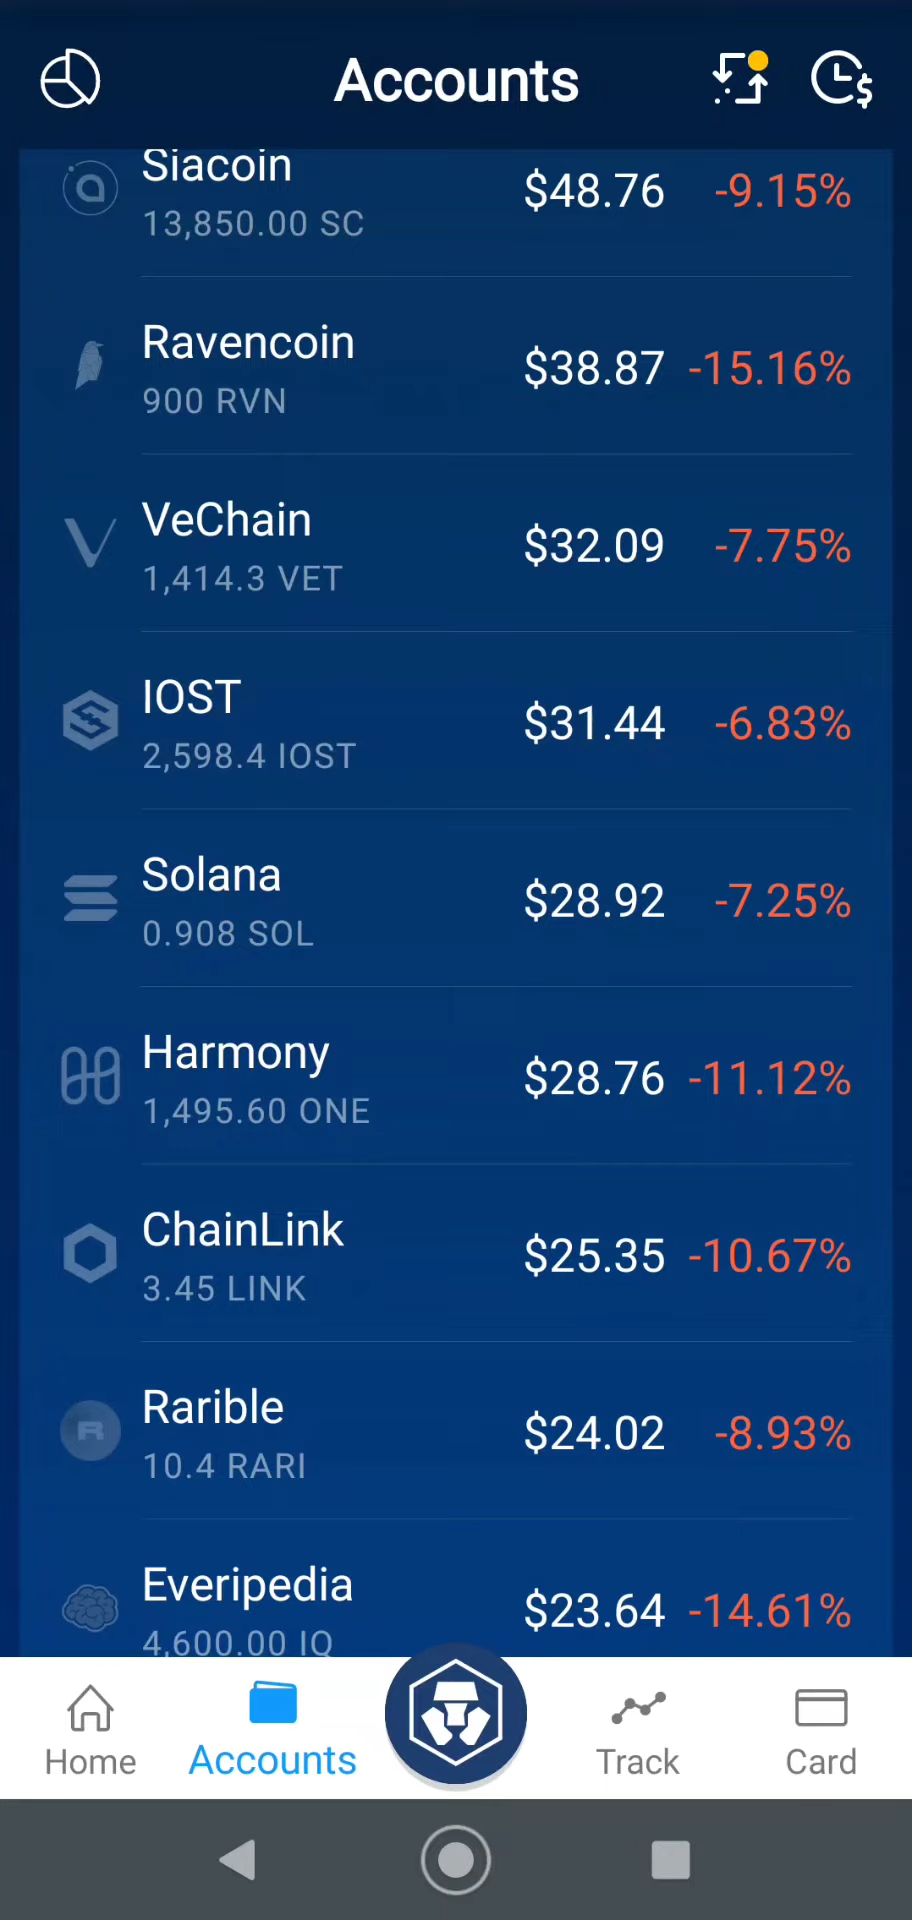 Accounts
Siacoin
$48.76 -9.15%
13,850.00 SC
Ravencoin
$38.87 -15.16%
900 RVN
VeChain
$32.09 -7.75%
1,414.3 VET
IOST
$31.44 -6.83%
2,598.4 IOST
Solana
$28.92 -7.25%
0.908 SOL
Harmony
$28.76 -11.12%
1,495.60 ONE
ChainLink
$25.35 -10.67%
3.45 LINK
Rarible
$24.02 -8.93%
10.4 RARI
Everipedia
$23.64 -14.61%
4,600.00 IQ
Home Accounts Track Card